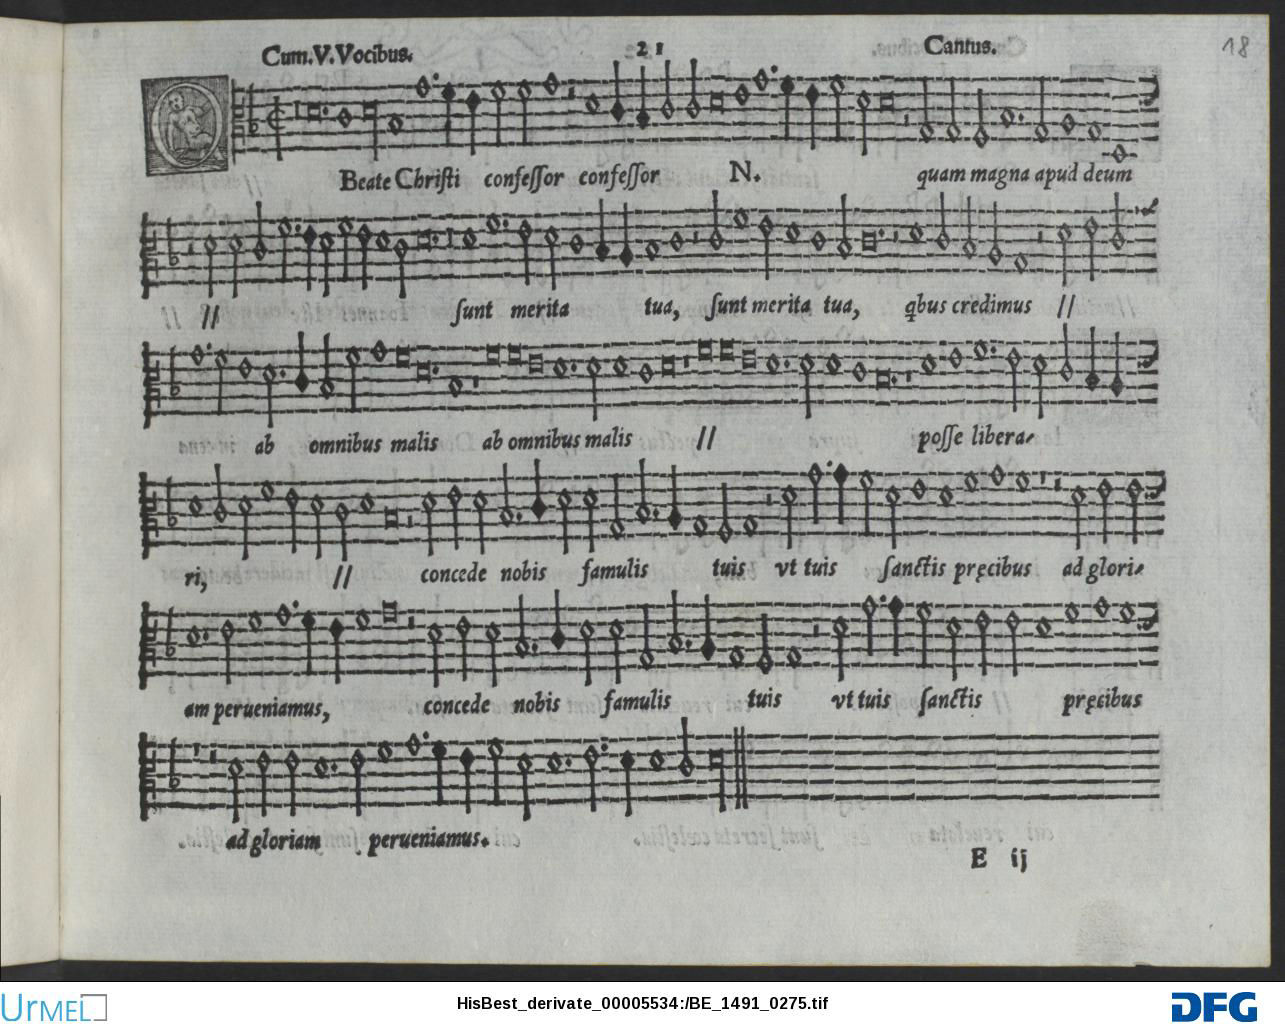 Cum.V.Vocibus. 21 Cantus. 18
O Beate Christi confessor confessor N. quam magna apud deum
// sunt merita tua, sunt merita tua, qbus credimus //
ab omnibus malis ab omnibus malis // posse libera-
ri, // concede nobis famulis tuis vt tuis sanctis pręcibus ad glori-
am perueniamus, concede nobis famulis tuis vt tuis sanctis pręcibus
ad gloriam perueniamus.
E ij
UrMEL HisBest_derivate_00005534:/BE_1491_0275.tif DFG